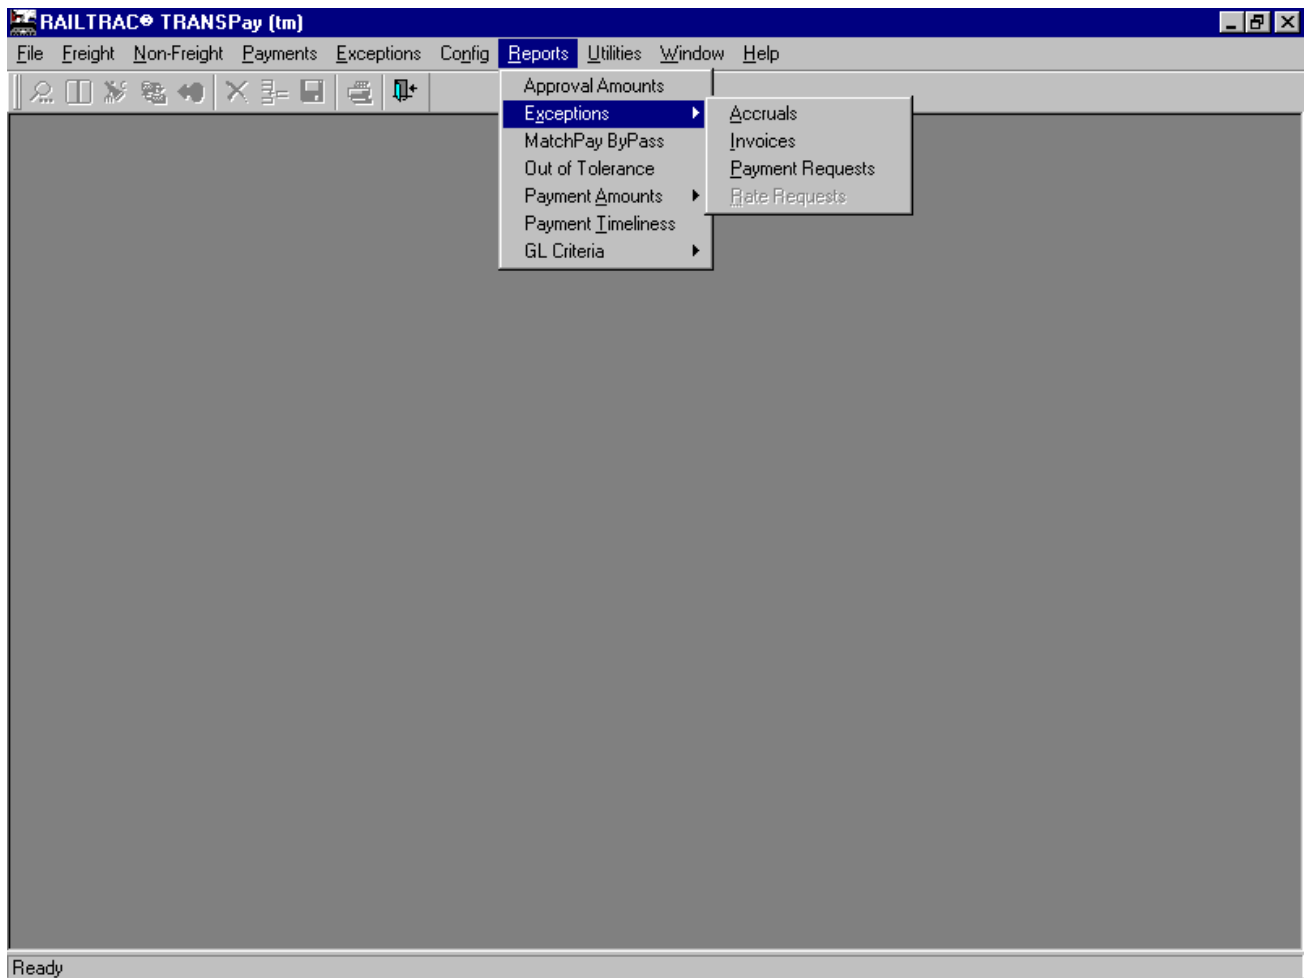 RAILTRAC® TRANSPay (tm)
File Freight Non-Freight Payments Exceptions Config Reports Utilities Window Help
Approval Amounts
Exceptions
MatchPay ByPass
Out of Tolerance
Payment Amounts
Payment Timeliness
GL Criteria
Accruals
Invoices
Payment Requests
Rate Requests
Ready